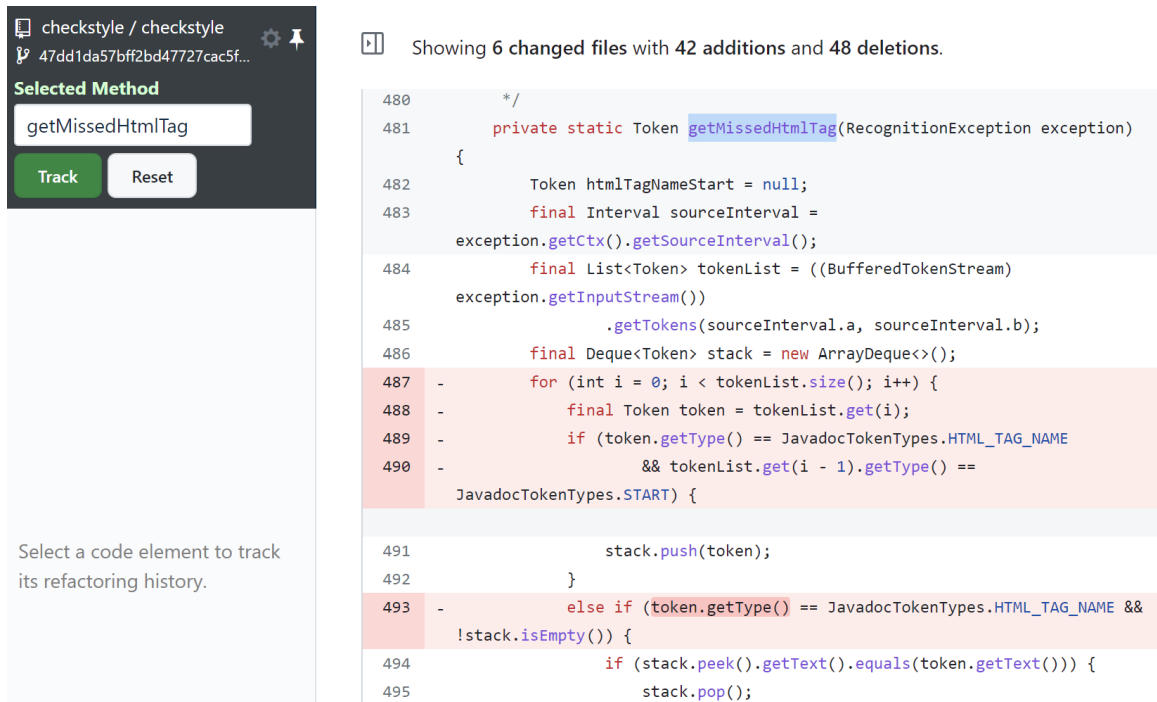 checkstyle / checkstyle
47dd1da57bff2bd47727cac5f...
Selected Method
getMissedHtmlTag
Track Reset
Select a code element to track
its refactoring history.
Showing 6 changed files with 42 additions and 48 deletions.
480 */
481 private static Token getMissedHtmlTag(RecognitionException exception)
{
482 Token htmlTagNameStart = null;
483 final Interval sourceInterval =
exception.getCtx().getSourceInterval();
484 final List<Token> tokenList = ((BufferedTokenStream)
exception.getInputStream())
485 .getTokens(sourceInterval.a, sourceInterval.b);
486 final Deque<Token> stack = new ArrayDeque<>();
487 - for (int i = 0; i < tokenList.size(); i++) {
488 - final Token token = tokenList.get(i);
489 - if (token.getType() == JavadocTokenTypes.HTML_TAG_NAME
490 - && tokenList.get(i - 1).getType() ==
JavadocTokenTypes.START) {
491 stack.push(token);
492 }
493 - else if (token.getType() == JavadocTokenTypes.HTML_TAG_NAME &&
!stack.isEmpty()) {
494 if (stack.peek().getText().equals(token.getText())) {
495 stack.pop();